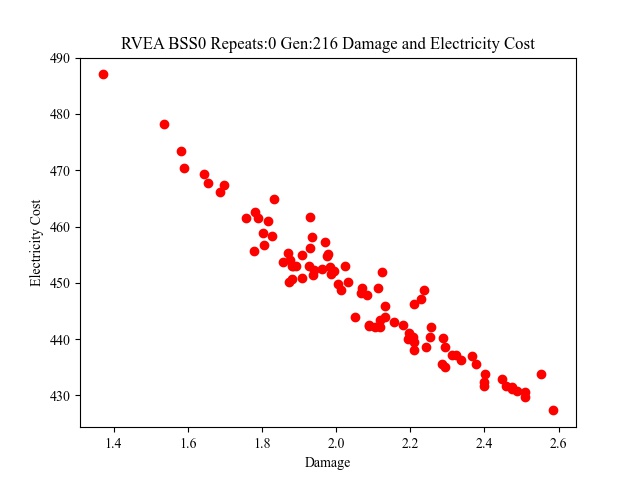 RVEA BSS0 Repeats:0 Gen:216 Damage and Electricity Cost
490
480
470
460
450
440
430
Electricity Cost
1.4 1.6 1.8 2.0 2.2 2.4 2.6
Damage